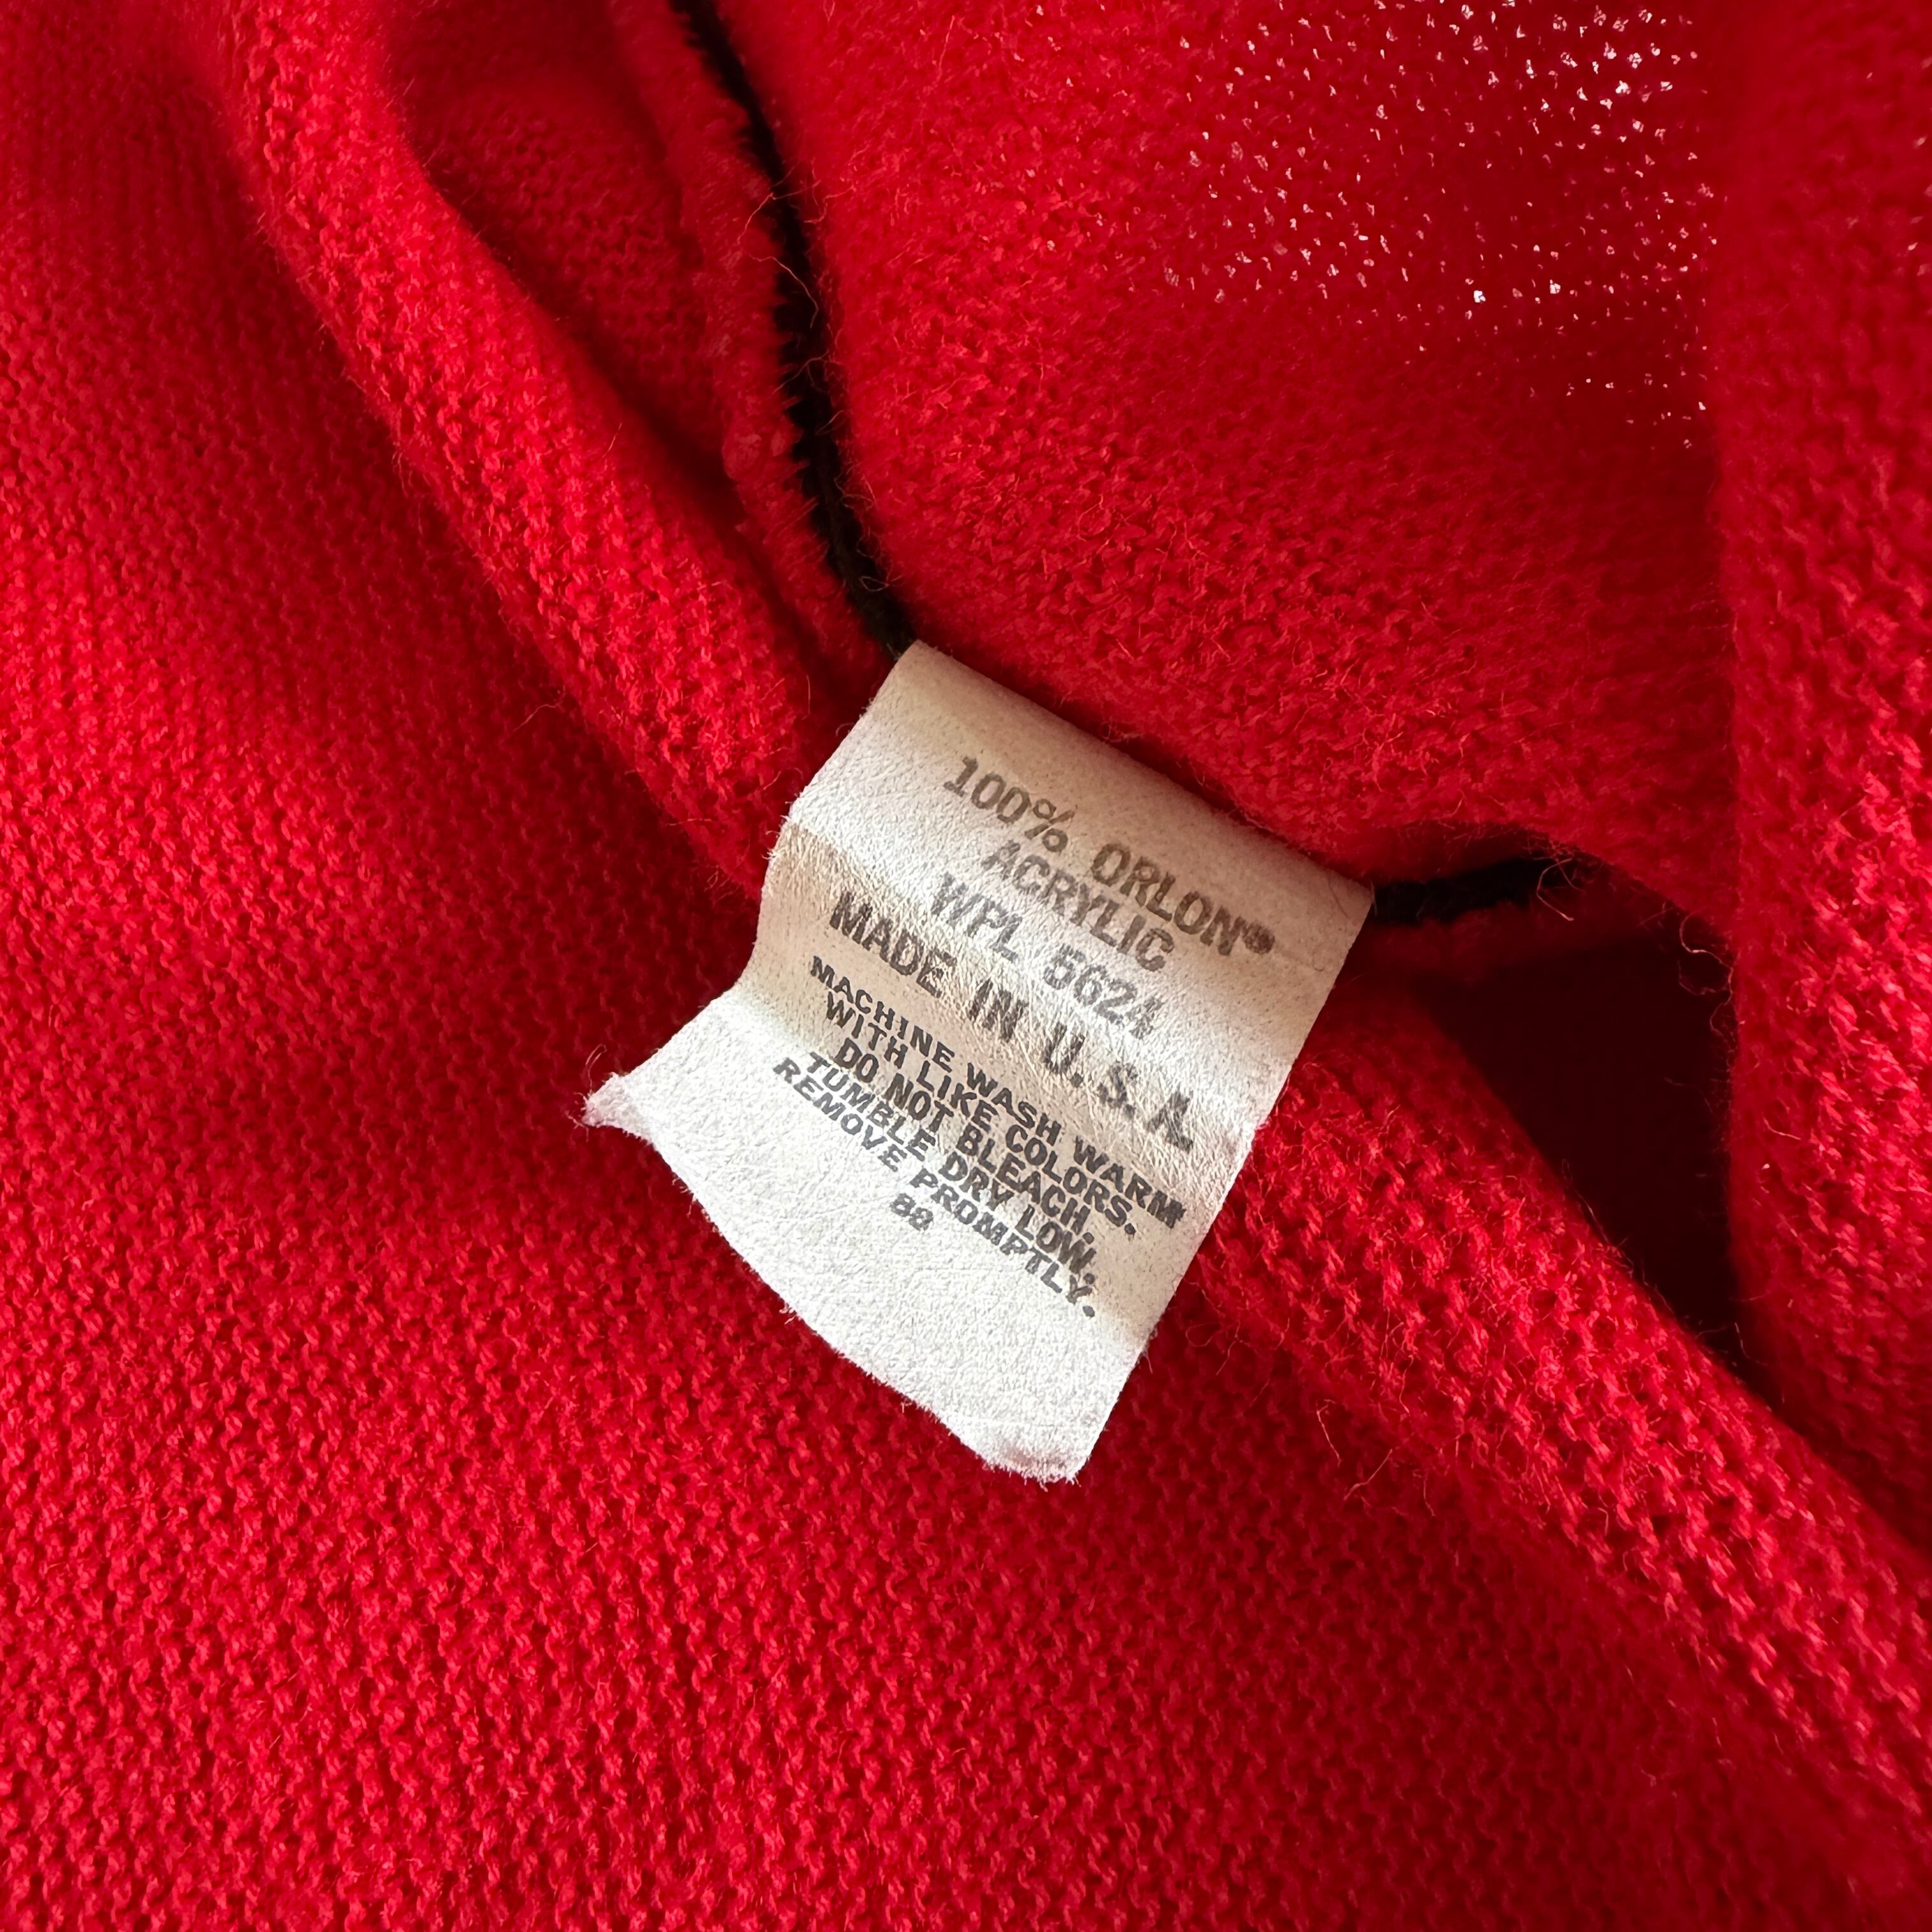 100% ORLON®
ACRYLIC
WPL 5624
MADE IN U.S.A.
MACHINE WASH WARM
WITH LIKE COLORS.
DO NOT BLEACH.
TUMBLE DRY LOW,
REMOVE PROMPTLY.